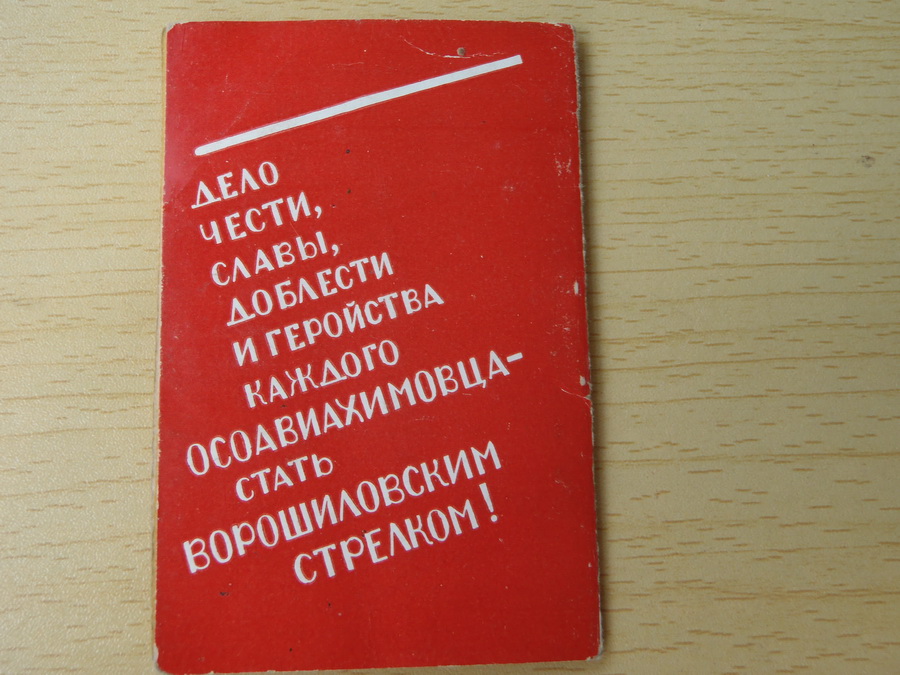 ДЕЛО
ЧЕСТИ,
СЛАВЫ,
ДОБЛЕСТИ
И ГЕРОЙСТВА
КАЖДОГО
ОСОАВИАХИМОВЦА-
СТАТЬ
ВОРОШИЛОВСКИМ
СТРЕЛКОМ!